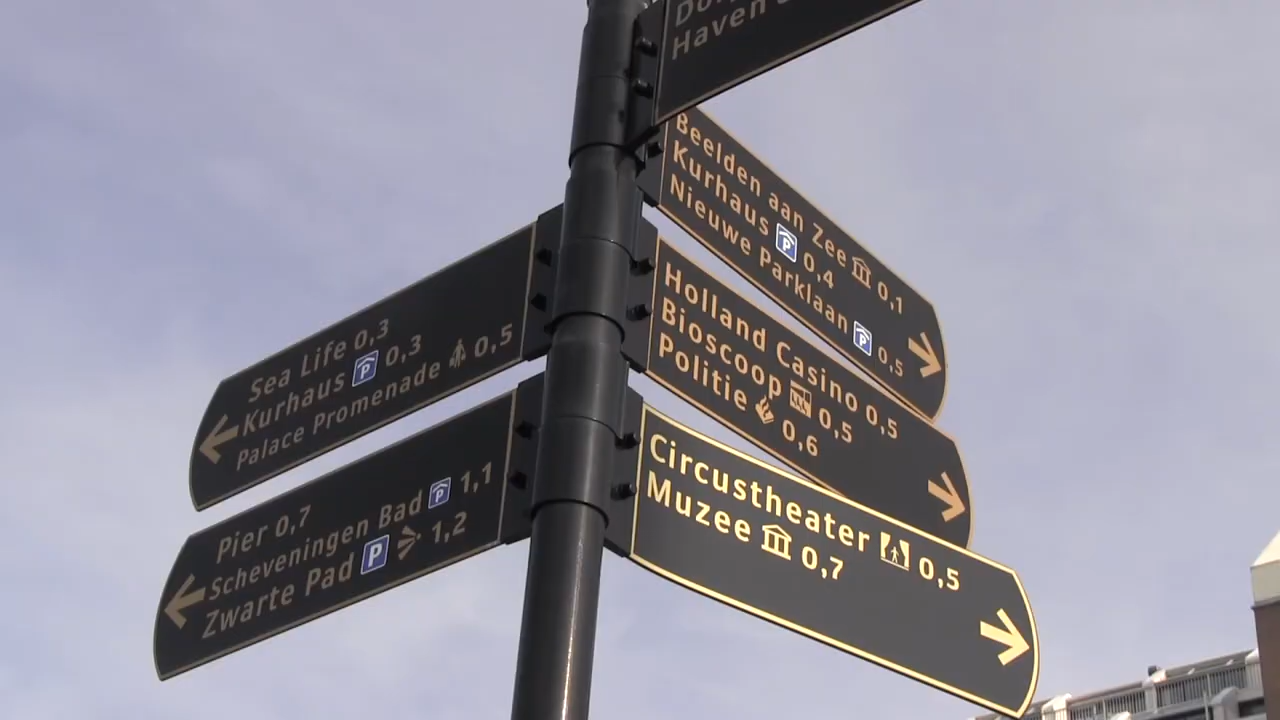 Haven
Beelden aan Zee 0,1
Kurhaus P 0,4
Nieuwe Parklaan P 0,5
Sea Life 0,3
Kurhaus P 0,3
Palace Promenade 0,5
Holland Casino 0,5
Bioscoop 0,5
Politie 0,6
Pier 0,7
Scheveningen Bad P 1,1
Zwarte Pad P 1,2
Circustheater 0,5
Muzee 0,7